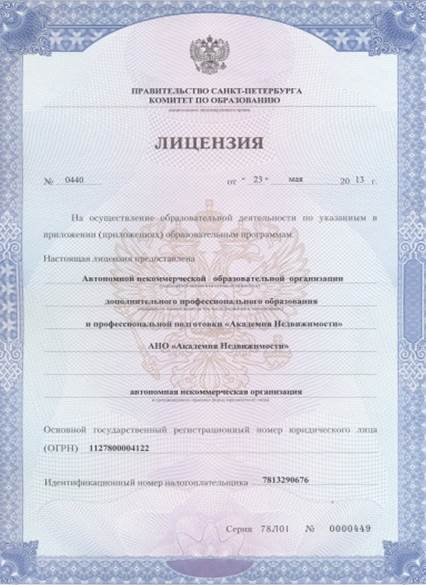 ПРАВИТЕЛЬСТВО САНКТ-ПЕТЕРБУРГА
КОМИТЕТ ПО ОБРАЗОВАНИЮ
ЛИЦЕНЗИЯ
№ 0440 от « 23 » мая 2013 г.
На осуществление образовательной деятельности по указанным в
приложении (приложениях) образовательным программам.
Настоящая лицензия предоставлена
Автономной некоммерческой образовательной организации
дополнительного профессионального образования
и профессиональной подготовки «Академия Недвижимости»
АНО «Академия Недвижимости»
автономная некоммерческая организация
Основной государственный регистрационный номер юридического лица
(ОГРН) 1127800004122
Идентификационный номер налогоплательщика 7813290676
Серия 78Л01 № 0000449